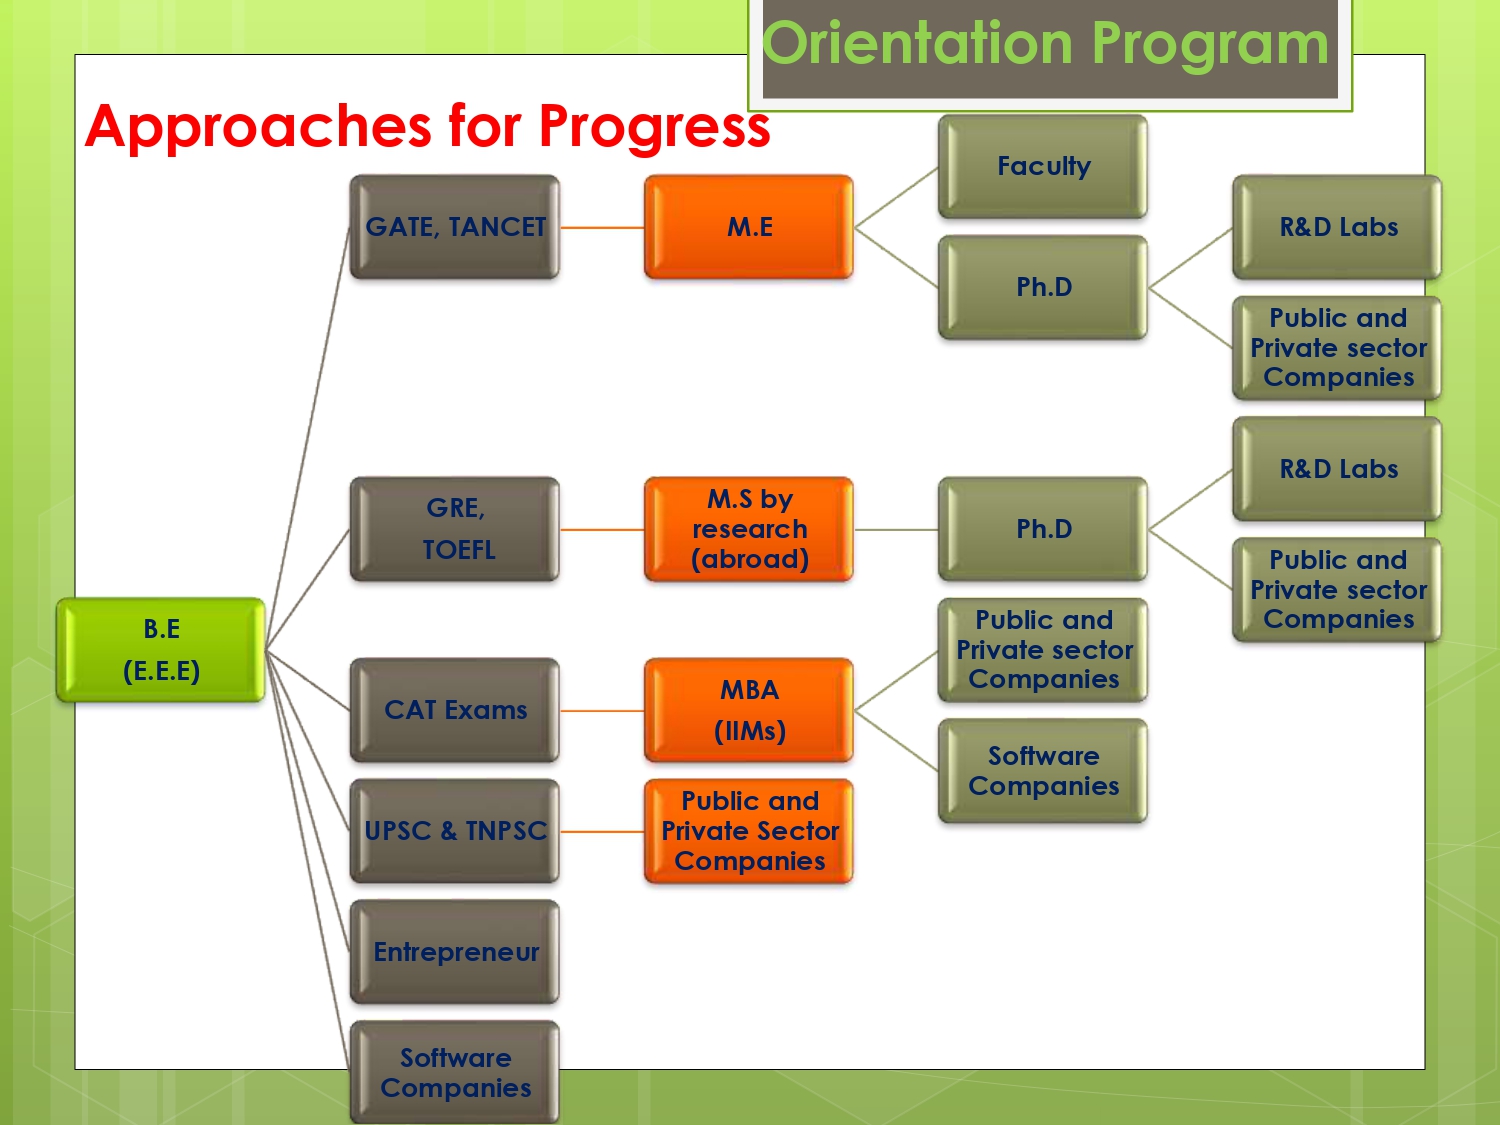 Orientation Program
Approaches for Progress
B.E
(E.E.E)
GATE, TANCET
M.E
Faculty
Ph.D
R&D Labs
Public and
Private sector
Companies
GRE,
TOEFL
M.S by
research
(abroad)
Ph.D
R&D Labs
Public and
Private sector
Companies
CAT Exams
MBA
(IIMs)
Public and
Private sector
Companies
Software
Companies
UPSC & TNPSC
Public and
Private Sector
Companies
Entrepreneur
Software
Companies